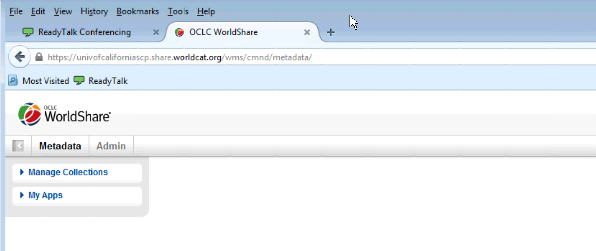 File Edit View History Bookmarks Tools Help
ReadyTalk Conferencing × OCLC WorldShare × +
https://univofcaliforniascp.share.worldcat.org/wms/cmnd/metadata/
Most Visited ReadyTalk
OCLC
WorldShare®
Metadata Admin
Manage Collections
My Apps